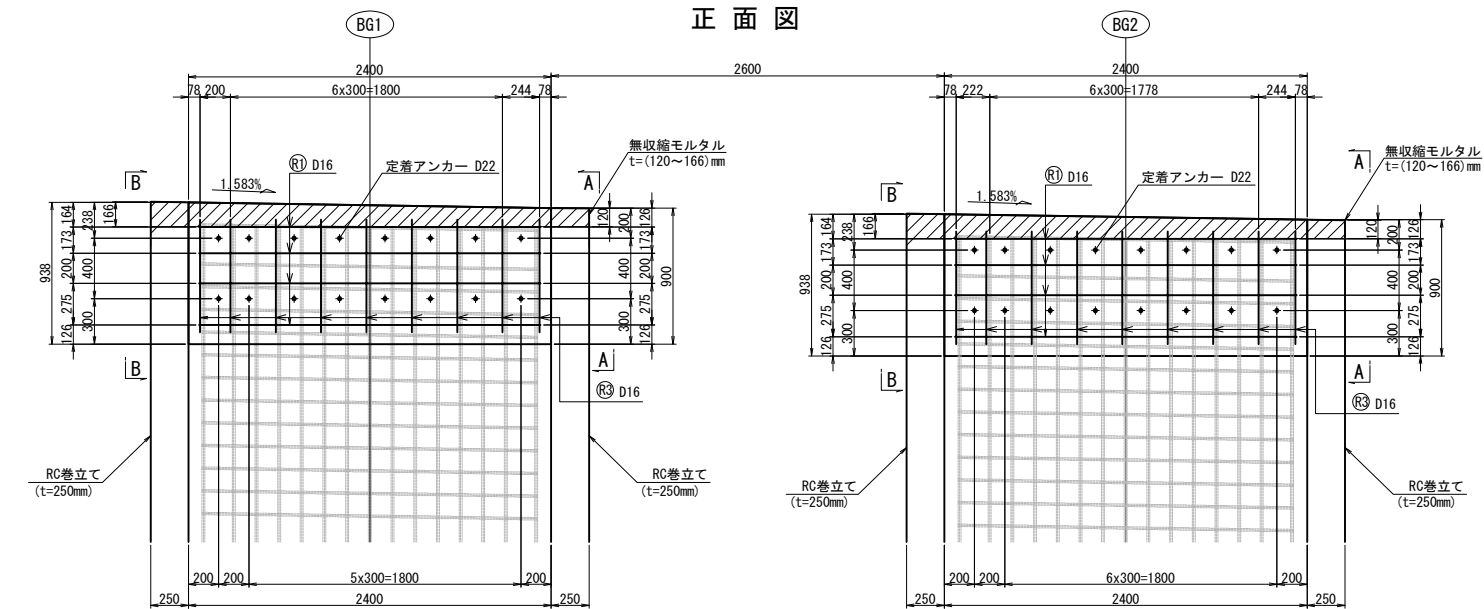 正面図
BG1
BG2
2400
2600
2400
78
200
6x300=1800
244
78
78
222
6x300=1778
244
78
無収縮モルタル
t=(120～166)mm
無収縮モルタル
t=(120～166)mm
R1 D16
定着アンカー D22
R1 D16
定着アンカー D22
B
1.583%
A
B
1.583%
A
938
164
173
200
275
126
238
400
300
166
120
200
400
300
126
173
200
275
126
900
938
164
173
200
275
126
238
400
300
166
120
200
400
300
126
173
200
275
126
900
B
A
B
A
R3 D16
R3 D16
RC巻立て
(t=250mm)
RC巻立て
(t=250mm)
RC巻立て
(t=250mm)
RC巻立て
(t=250mm)
200
200
5x300=1800
200
200
200
6x300=1800
200
250
2400
250
250
2400
250